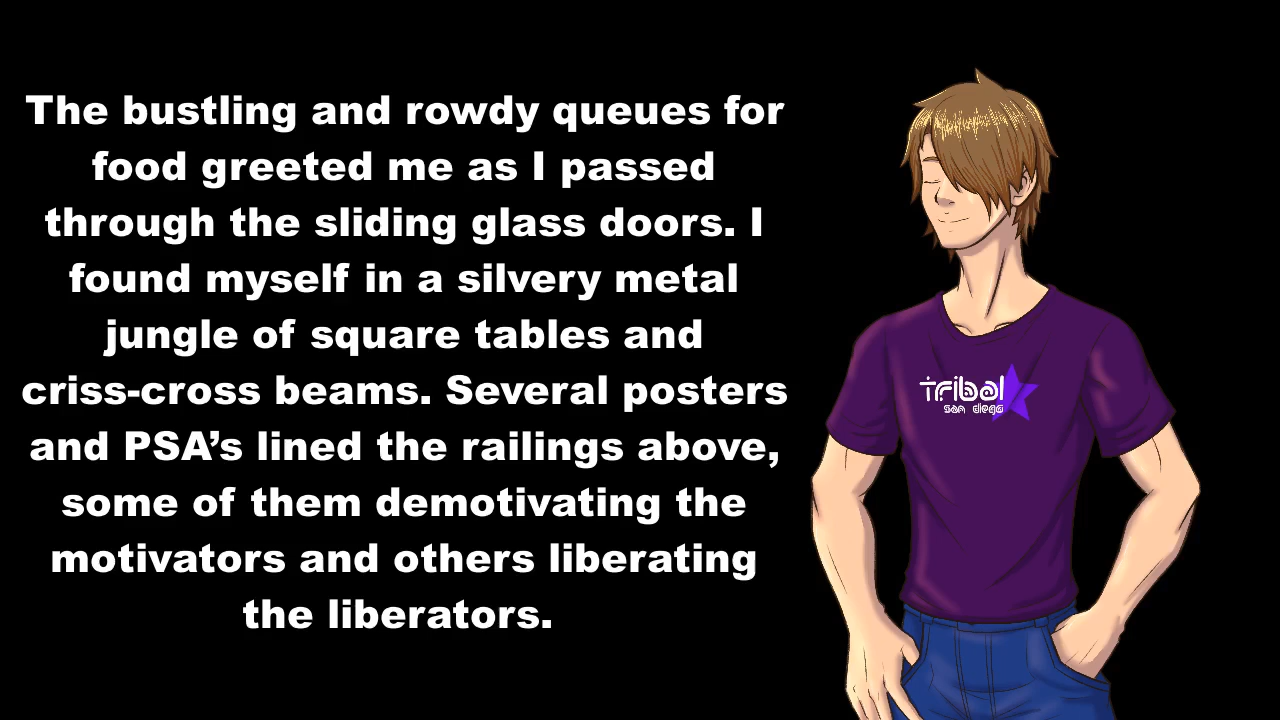 The bustling and rowdy queues for
food greeted me as I passed
through the sliding glass doors. I
found myself in a silvery metal
jungle of square tables and
criss-cross beams. Several posters
and PSA’s lined the railings above,
some of them demotivating the
motivators and others liberating
the liberators.
tribal
san diego